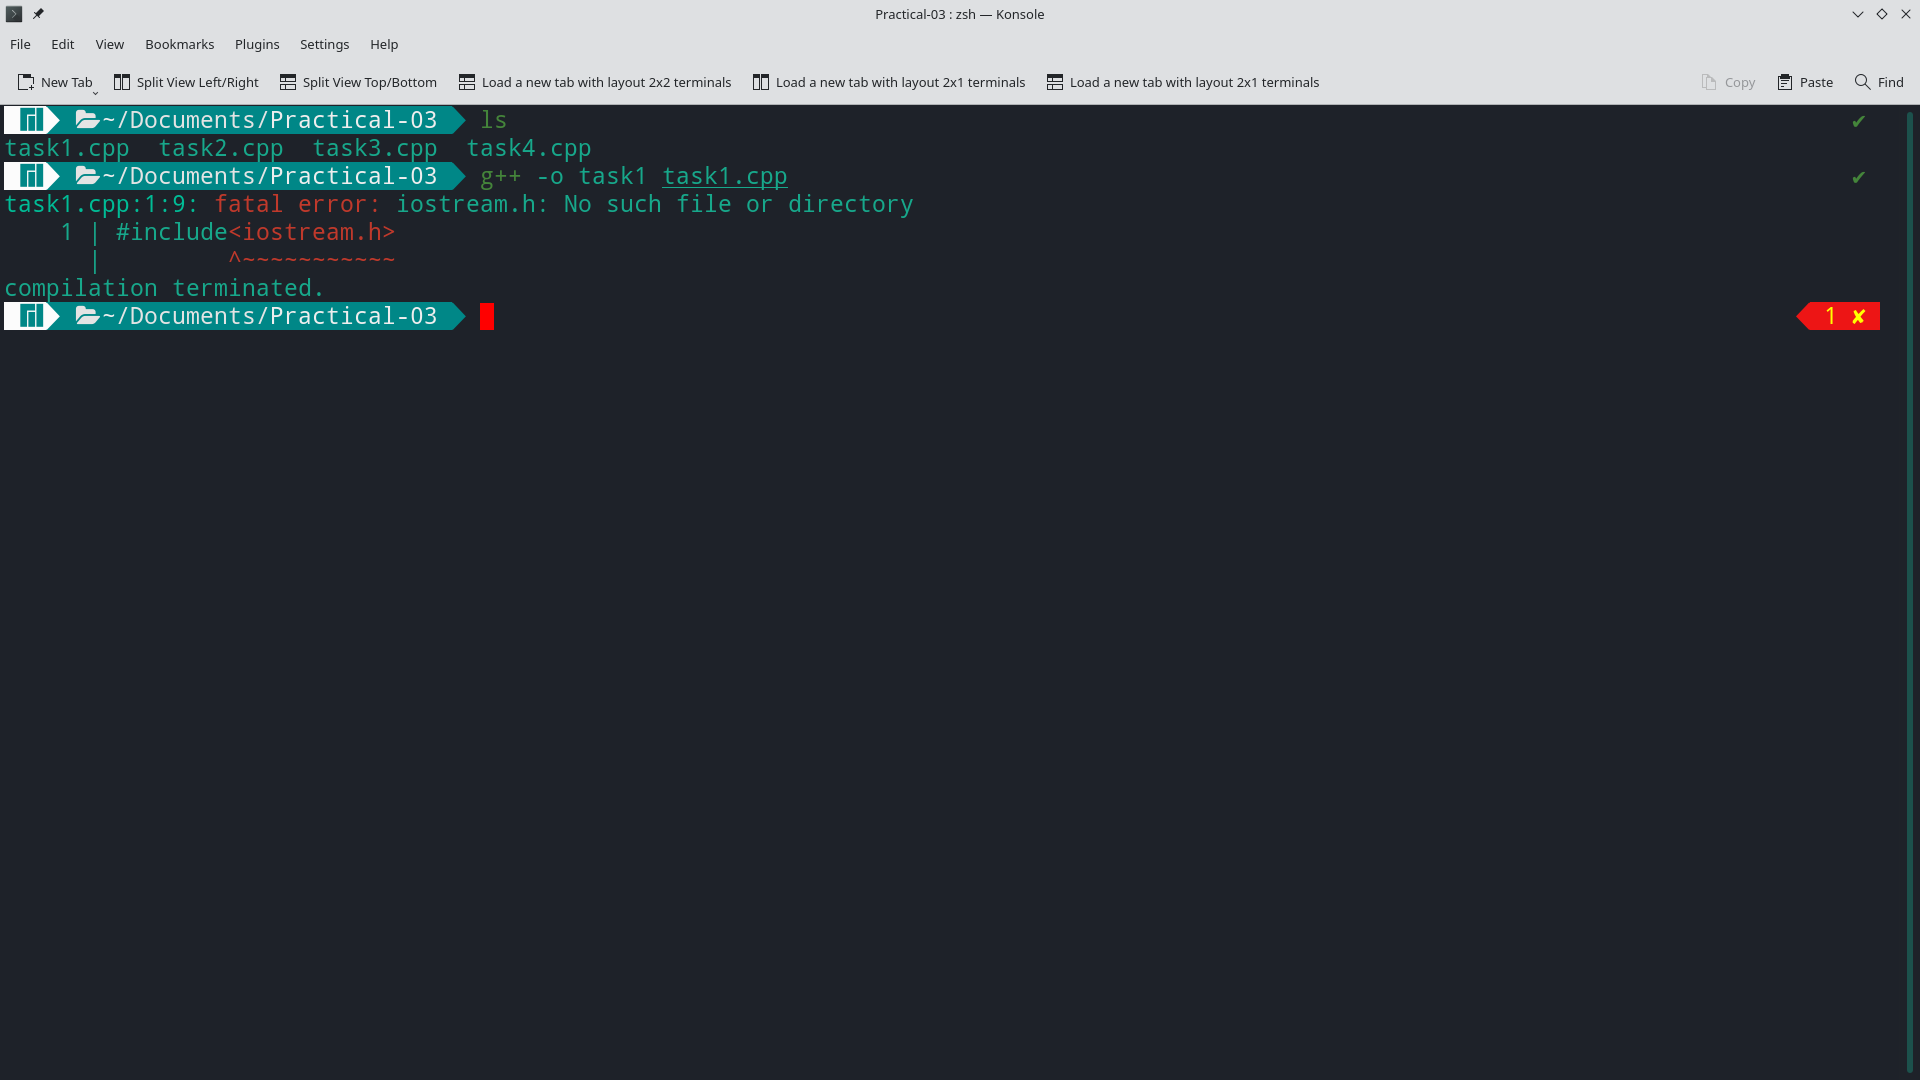 Practical-03 : zsh — Konsole
File Edit View Bookmarks Plugins Settings Help
New Tab Split View Left/Right Split View Top/Bottom Load a new tab with layout 2x2 terminals Load a new tab with layout 2x1 terminals Load a new tab with layout 2x1 terminals Copy Paste Find
~/Documents/Practical-03 ls ✔
task1.cpp task2.cpp task3.cpp task4.cpp
~/Documents/Practical-03 g++ -o task1 task1.cpp ✔
task1.cpp:1:9: fatal error: iostream.h: No such file or directory
1 | #include<iostream.h>
| ^~~~~~~~~~~~
compilation terminated.
~/Documents/Practical-03 1 ✘